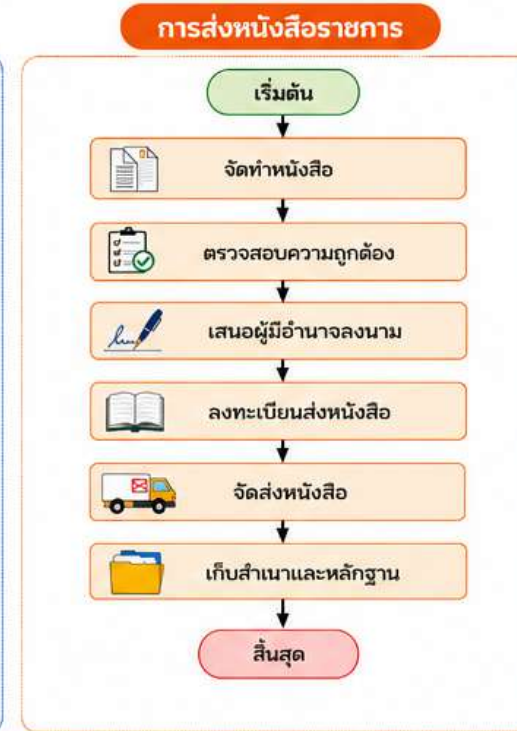 การส่งหนังสือราชการ
เริ่มต้น
จัดทำหนังสือ
ตรวจสอบความถูกต้อง
เสนอผู้มีอำนาจลงนาม
ลงทะเบียนส่งหนังสือ
จัดส่งหนังสือ
เก็บสำเนาและหลักฐาน
สิ้นสุด